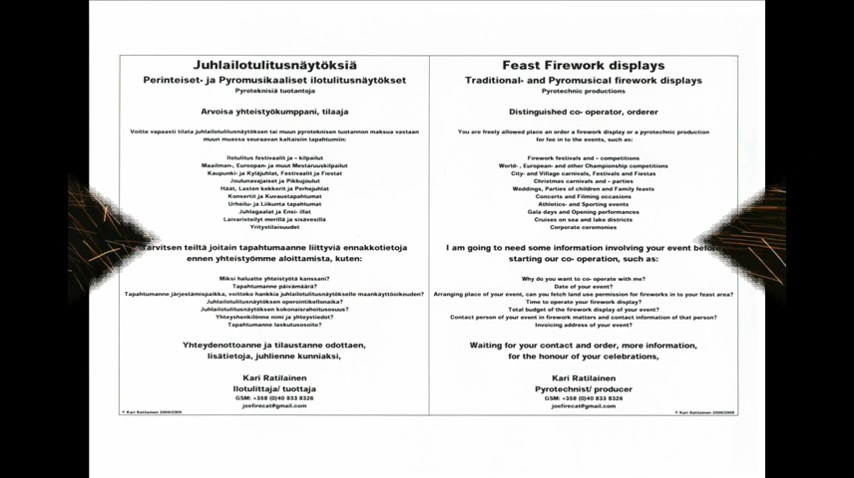 Juhlailotulitusnäytöksiä
Perinteiset- ja Pyromusikaaliset ilotulitusnäytökset
Pyroteknisiä tuotantoja
Arvoisa yhteistyökumppani, tilaaja
Voitte vapaasti tilata juhlailotulitusnäytöksen tai muun pyroteknisen tuotannon maksua vastaan
muun muassa seuraavan kaltaisiin tapahtumiin:
Ilotulitus festivaalit ja – kilpailut
Maailman-, Euroopan- ja muut Mestaruuskilpailut
Kaupunki- ja Kyläjuhlat, Festivaalit ja Fiestat
Joulunavajaiset ja Pikkujoulut
Häät, Lasten kekkerit ja Perhejuhlat
Konsertit ja Kuvaustapahtumat
Urheilu- ja Liikunta tapahtumat
Juhlagaalat ja Ensi- illat
Laivaristeilyt merillä ja sisävesillä
Yritystilaisuudet
Tarvitsen teiltä joitain tapahtumaanne liittyviä ennakkotietoja
ennen yhteistyömme aloittamista, kuten:
Miksi haluatte yhteistyötä kanssani?
Tapahtumanne päivämäärä?
Tapahtumanne järjestämispaikka, voitteko hankkia juhlailotulitusnäytökselle maankäyttöoikeuden?
Juhlailotulitusnäytöksen operointikellonaika?
Juhlailotulitusnäytöksen kokonaisrahoitusosuus?
Yhteyshenkilönne nimi ja yhteystiedot?
Tapahtumanne laskutusosoite?
Yhteydenottoanne ja tilaustanne odottaen,
lisätietoja, juhlienne kunniaksi,
Kari Ratilainen
Ilotulittaja/ tuottaja
GSM: +358 (0)40 833 8326
joefirecat@gmail.com
© Kari Ratilainen 2008/2009
Feast Firework displays
Traditional- and Pyromusical firework displays
Pyrotechnic productions
Distinguished co- operator, orderer
You are freely allowed place an order a firework display or a pyrotechnic production
for fee in to the events, such as:
Firework festivals and – competitions
World- , European- and other Championship competitions
City- and Village carnivals, Festivals and Fiestas
Christmas carnivals and – parties
Weddings, Parties of children and Family feasts
Concerts and Filming occasions
Athletics- and Sporting events
Gala days and Opening performances
Cruises on sea and lake districts
Corporate ceremonies
I am going to need some information involving your event before
starting our co- operation, such as:
Why do you want to co- operate with me?
Date of your event?
Arranging place of your event, can you fetch land use permission for fireworks in to your feast area?
Time to operate your firework display?
Total budget of the firework display of your event?
Contact person of your event in firework matters and contact information of that person?
Invoicing address of your event?
Waiting for your contact and order, more information,
for the honour of your celebrations,
Kari Ratilainen
Pyrotechnist/ producer
GSM: +358 (0)40 833 8326
joefirecat@gmail.com
© Kari Ratilainen 2008/2009